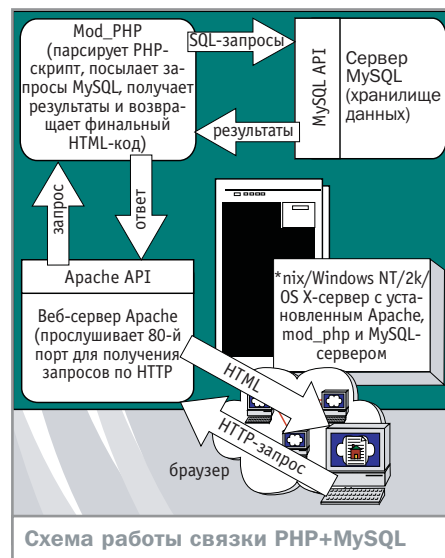 Mod_PHP
(парсирует PHP-
скрипт, посылает за-
просы MySQL, получает
результаты и возвра-
щает финальный
HTML-код)
SQL-запросы
результаты
MySQL API
Сервер
MySQL
(хранилище
данных)
запрос
ответ
Apache API
Веб-сервер Apache
(прослушивает 80-й
порт для получения
запросов по HTTP
*nix/Windows NT/2k/
OS X-сервер с уста-
новленным Apache,
mod_php и MySQL-
сервером
HTML
HTTP-запрос
браузер
Схема работы связки PHP+MySQL